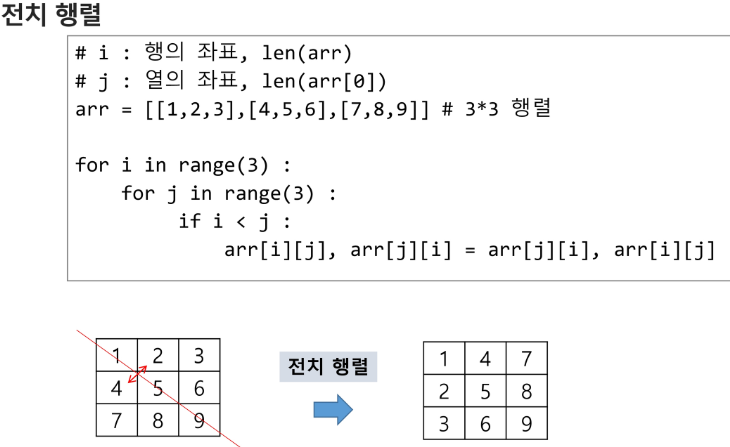 전치 행렬
# i : 행의 좌표, len(arr)
# j : 열의 좌표, len(arr[0])
arr = [[1,2,3],[4,5,6],[7,8,9]] # 3*3 행렬
for i in range(3) :
    for j in range(3) :
        if i < j :
            arr[i][j], arr[j][i] = arr[j][i], arr[i][j]
1 2 3
4 5 6
7 8 9
전치 행렬
1 4 7
2 5 8
3 6 9